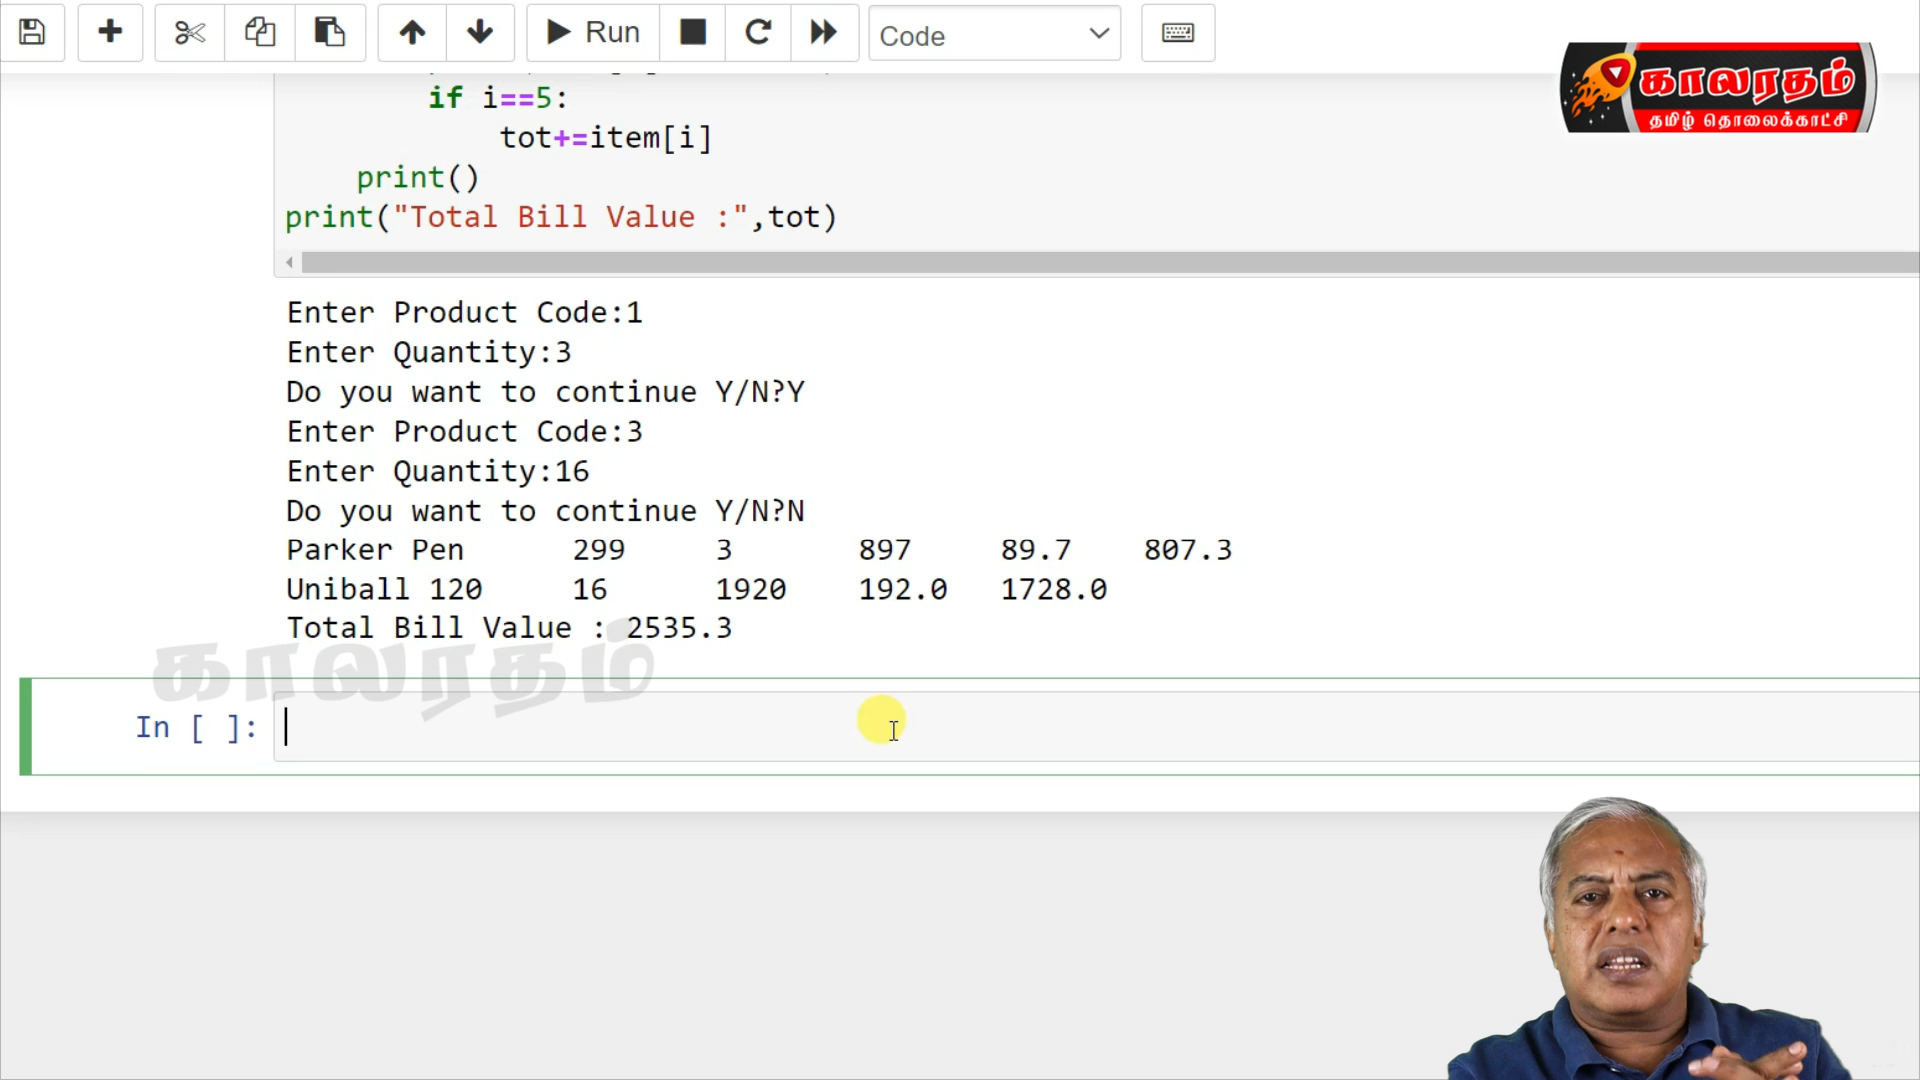 Run
Code
காலரதம்
தமிழ் தொலைக்காட்சி
if i==5:
tot+=item[i]
print()
print("Total Bill Value :",tot)
Enter Product Code:1
Enter Quantity:3
Do you want to continue Y/N?Y
Enter Product Code:3
Enter Quantity:16
Do you want to continue Y/N?N
Parker Pen 299 3 897 89.7 807.3
Uniball 120 16 1920 192.0 1728.0
Total Bill Value : 2535.3
காலரதம்
In [ ]: